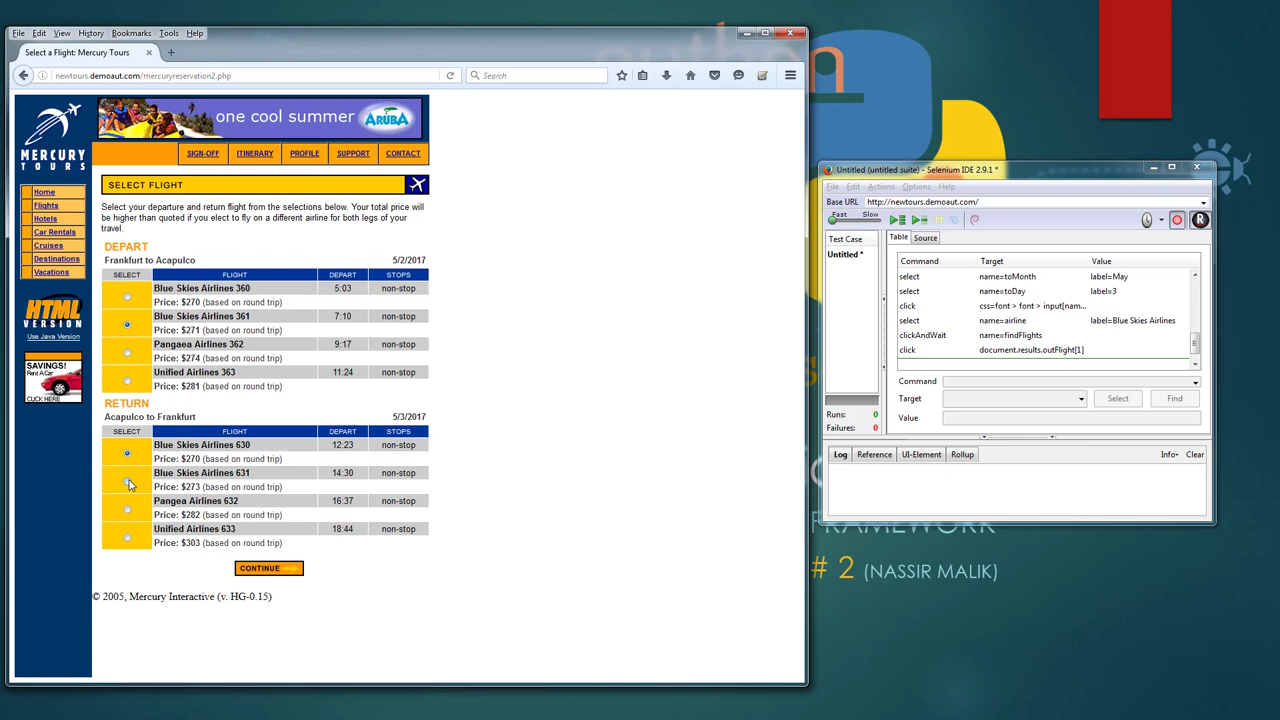 File Edit View History Bookmarks Tools Help
Select a Flight: Mercury Tours
newtours.demoaut.com/mercuryreservation2.php
Search
one cool summer ARUBA
MERCURY TOURS
SIGN-OFF ITINERARY PROFILE SUPPORT CONTACT
SELECT FLIGHT
Home
Flights
Hotels
Car Rentals
Cruises
Destinations
Vacations
HTML VERSION
Use Java Version
SAVINGS!
Rent A Car
CLICK HERE
Select your departure and return flight from the selections below. Your total price will
be higher than quoted if you elect to fly on a different airline for both legs of your
travel.
DEPART
Frankfurt to Acapulco 5/2/2017
SELECT FLIGHT DEPART STOPS
Blue Skies Airlines 360 5:03 non-stop
Price: $270 (based on round trip)
Blue Skies Airlines 361 7:10 non-stop
Price: $271 (based on round trip)
Pangaea Airlines 362 9:17 non-stop
Price: $274 (based on round trip)
Unified Airlines 363 11:24 non-stop
Price: $281 (based on round trip)
RETURN
Acapulco to Frankfurt 5/3/2017
SELECT FLIGHT DEPART STOPS
Blue Skies Airlines 630 12:23 non-stop
Price: $270 (based on round trip)
Blue Skies Airlines 631 14:30 non-stop
Price: $273 (based on round trip)
Pangea Airlines 632 16:37 non-stop
Price: $282 (based on round trip)
Unified Airlines 633 18:44 non-stop
Price: $303 (based on round trip)
CONTINUE
© 2005, Mercury Interactive (v. HG-0.15)
Untitled (untitled suite) - Selenium IDE 2.9.1 *
File Edit Actions Options Help
Base URL http://newtours.demoaut.com/
Fast Slow
Test Case
Untitled *
Table Source
Command Target Value
select name=toMonth label=May
select name=toDay label=3
click css=font > font > input[nam...
select name=airline label=Blue Skies Airlines
clickAndWait name=findFlights
click document.results.outFlight[1]
Command
Target Select Find
Value
Runs: 0
Failures: 0
Log Reference UI-Element Rollup Info Clear
FRAMEWORK
# 2 (NASSIR MALIK)